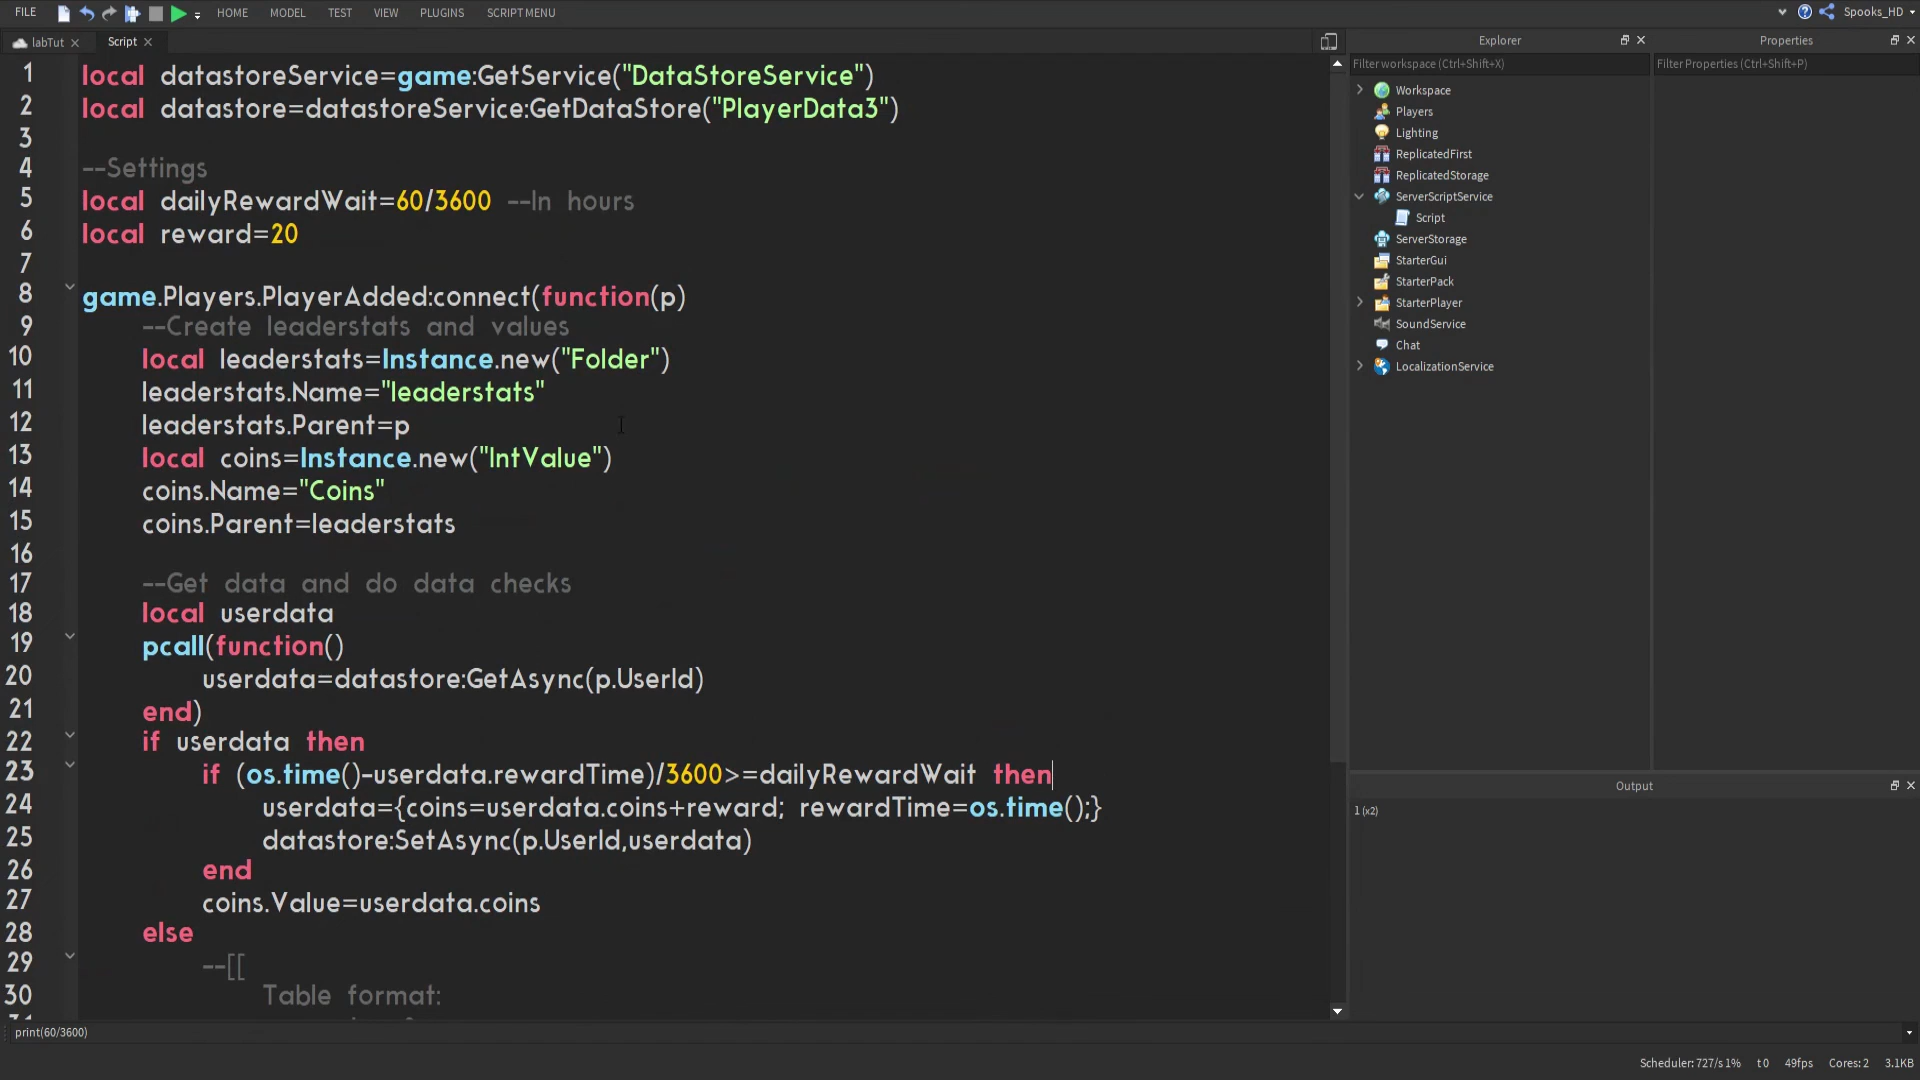 FILE HOME MODEL TEST VIEW PLUGINS SCRIPT MENU Spooks_HD
labTut Script Explorer Properties
Filter workspace (Ctrl+Shift+X) Filter Properties (Ctrl+Shift+P)
1 local datastoreService=game:GetService("DataStoreService")
2 local datastore=datastoreService:GetDataStore("PlayerData3")
3
4 --Settings
5 local dailyRewardWait=60/3600 --In hours
6 local reward=20
7
8 game.Players.PlayerAdded:connect(function(p)
9 --Create leaderstats and values
10 local leaderstats=Instance.new("Folder")
11 leaderstats.Name="leaderstats"
12 leaderstats.Parent=p
13 local coins=Instance.new("IntValue")
14 coins.Name="Coins"
15 coins.Parent=leaderstats
16
17 --Get data and do data checks
18 local userdata
19 pcall(function()
20 userdata=datastore:GetAsync(p.UserId)
21 end)
22 if userdata then
23 if (os.time()-userdata.rewardTime)/3600>=dailyRewardWait then
24 userdata={coins=userdata.coins+reward; rewardTime=os.time();}
25 datastore:SetAsync(p.UserId,userdata)
26 end
27 coins.Value=userdata.coins
28 else
29 --[[
30 Table format:
Workspace
Players
Lighting
ReplicatedFirst
ReplicatedStorage
ServerScriptService
Script
ServerStorage
StarterGui
StarterPack
StarterPlayer
SoundService
Chat
LocalizationService
Output
1 (x2)
print(60/3600)
Scheduler: 727/s 1% t 0 49fps Cores: 2 3.1KB